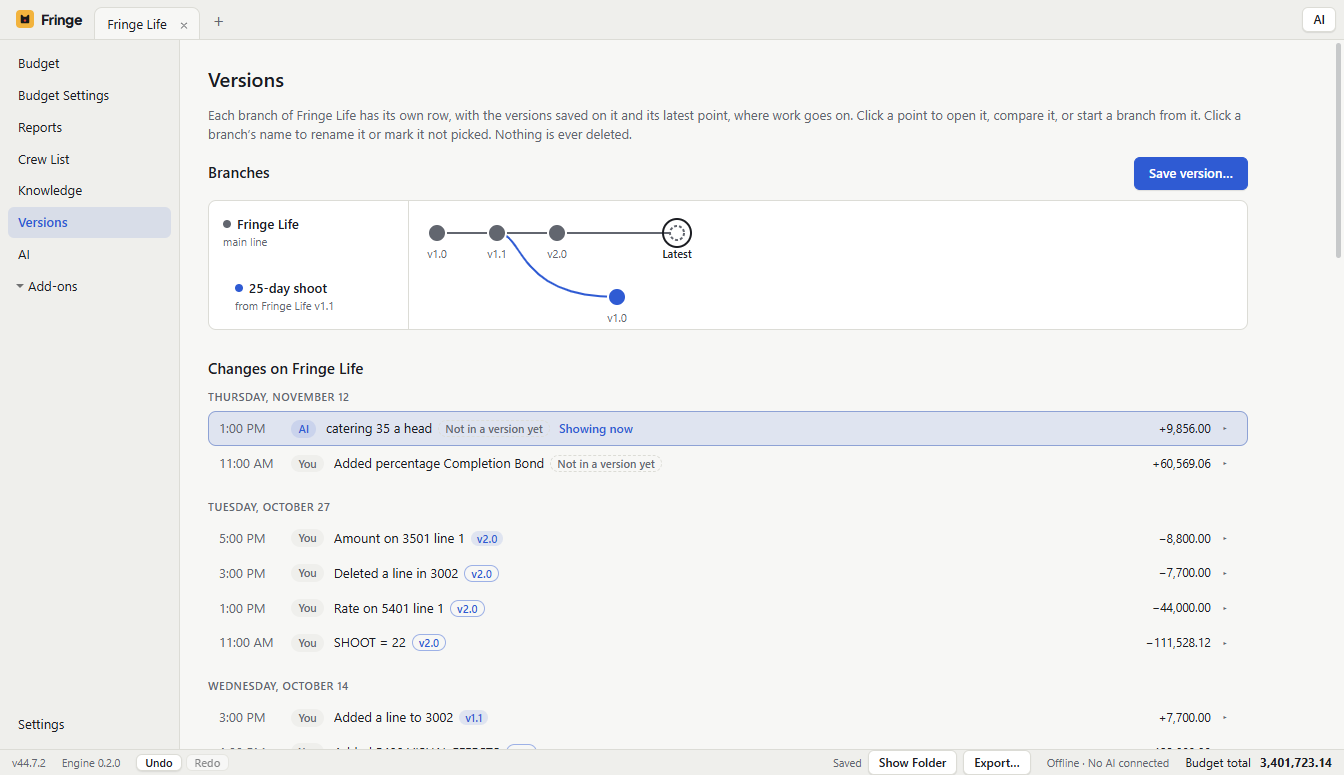 Fringe
Fringe Life × +
AI
Budget
Budget Settings
Reports
Crew List
Knowledge
Versions
AI
Add-ons
Settings
Versions
Each branch of Fringe Life has its own row, with the versions saved on it and its latest point, where work goes on. Click a point to open it, compare it, or start a branch from it. Click a
branch's name to rename it or mark it not picked. Nothing is ever deleted.
Branches
Save version...
Fringe Life
main line
v1.0 v1.1 v2.0 Latest
25-day shoot
from Fringe Life v1.1
v1.0
Changes on Fringe Life
THURSDAY, NOVEMBER 12
1:00 PM AI catering 35 a head Not in a version yet Showing now +9,856.00
11:00 AM You Added percentage Completion Bond Not in a version yet +60,569.06
TUESDAY, OCTOBER 27
5:00 PM You Amount on 3501 line 1 v2.0 −8,800.00
3:00 PM You Deleted a line in 3002 v2.0 −7,700.00
1:00 PM You Rate on 5401 line 1 v2.0 −44,000.00
11:00 AM You SHOOT = 22 v2.0 −111,528.12
WEDNESDAY, OCTOBER 14
3:00 PM You Added a line to 3002 v1.1 +7,700.00
v44.7.2 Engine 0.2.0 Undo Redo Saved Show Folder Export... Offline · No AI connected Budget total 3,401,723.14